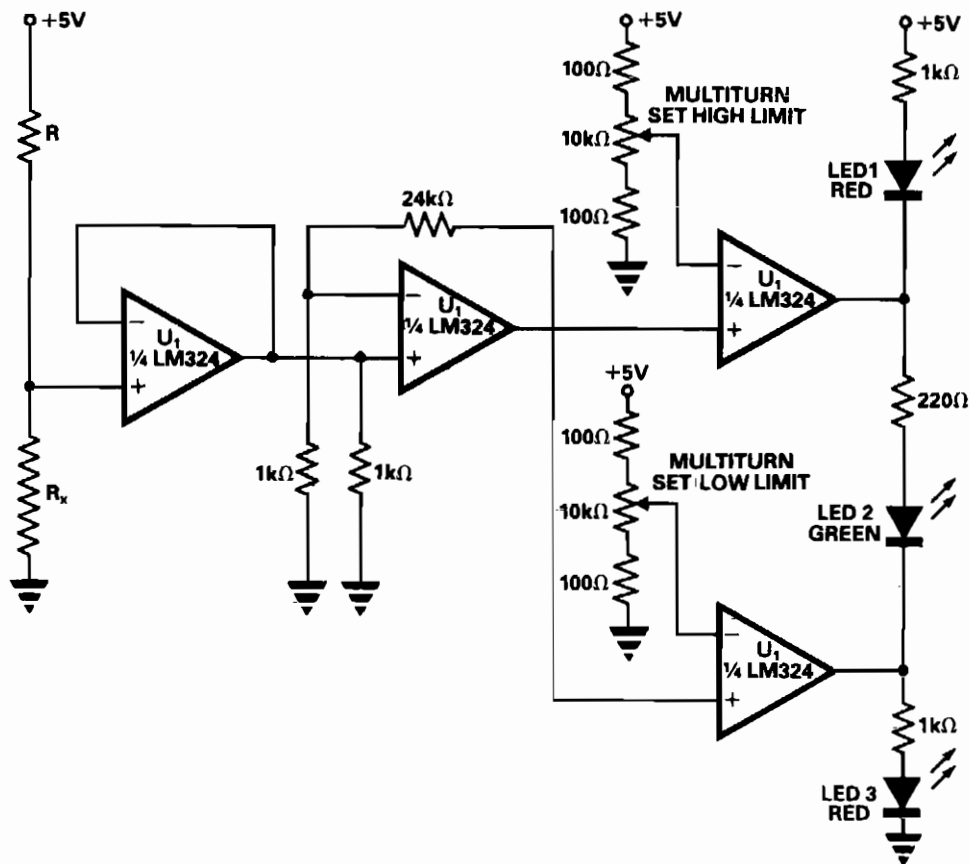 +5V
R
Rx
-
U1
¼ LM324
+
24kΩ
-
U1
¼ LM324
+
1kΩ
1kΩ
+5V
100Ω
MULTITURN
SET HIGH LIMIT
10kΩ
100Ω
-
U1
¼ LM324
+
+5V
100Ω
MULTITURN
SET LOW LIMIT
10kΩ
100Ω
-
U1
¼ LM324
+
+5V
1kΩ
LED1
RED
220Ω
LED 2
GREEN
1kΩ
LED 3
RED